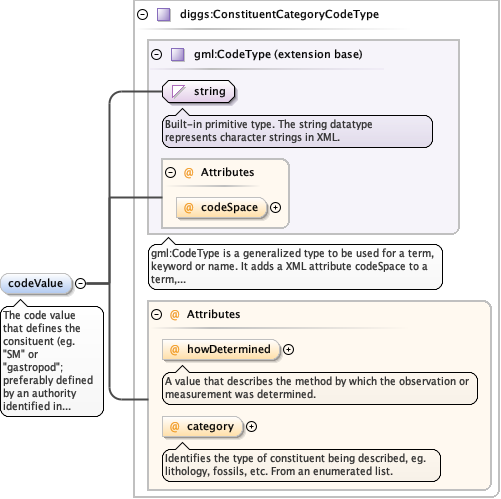 diggs:ConstituentCategoryCodeType
gml:CodeType (extension base)
string
Built-in primitive type. The string datatype
represents character strings in XML.
@ Attributes
@ codeSpace
gml:CodeType is a generalized type to be used for a term,
keyword or name. It adds a XML attribute codeSpace to a
term,...
codeValue
The code value
that defines the
consituent (eg.
"SM" or
"gastropod";
preferably defined
by an authority
identified in...
@ Attributes
@ howDetermined
A value that describes the method by which the observation or
measurement was determined.
@ category
Identifies the type of constituent being described, eg.
lithology, fossils, etc. From an enumerated list.